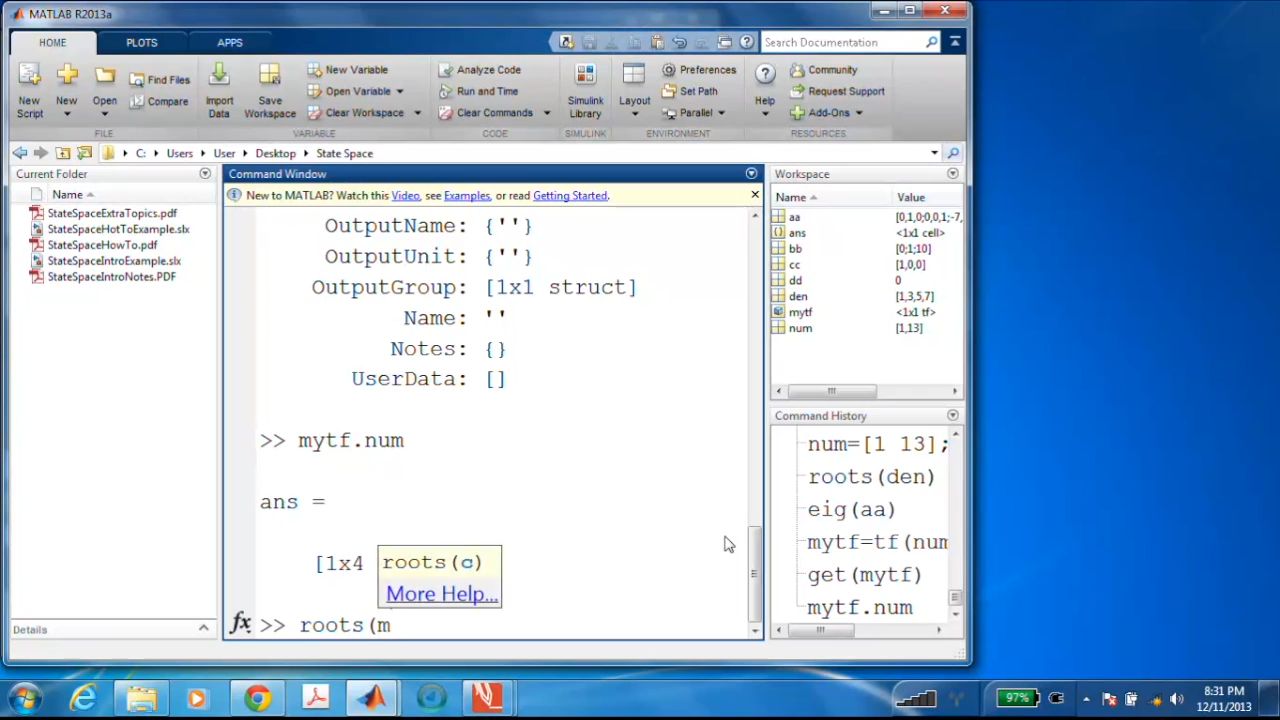 MATLAB R2013a
HOME PLOTS APPS Search Documentation
New Script
New
Open
Find Files
Compare
FILE
Import Data
Save Workspace
New Variable
Open Variable
Clear Workspace
VARIABLE
Analyze Code
Run and Time
Clear Commands
CODE
Simulink Library
SIMULINK
Layout
Preferences
Set Path
Parallel
ENVIRONMENT
Help
Community
Request Support
Add-Ons
RESOURCES
C: Users User Desktop State Space
Current Folder
Name
StateSpaceExtraTopics.pdf
StateSpaceHotToExample.slx
StateSpaceHowTo.pdf
StateSpaceIntroExample.slx
StateSpaceIntroNotes.PDF
Details
Command Window
New to MATLAB? Watch this Video, see Examples, or read Getting Started.
OutputName: {''}
OutputUnit: {''}
OutputGroup: [1x1 struct]
Name: ''
Notes: {}
UserData: []
>> mytf.num
ans =
[1x4
roots(c)
More Help...
fx >> roots(m
Workspace
Name Value
aa [0,1,0;0,0,1;-7,
ans <1x1 cell>
bb [0;1;10]
cc [1,0,0]
dd 0
den [1,3,5,7]
mytf <1x1 tf>
num [1,13]
Command History
num=[1 13];
roots(den)
eig(aa)
mytf=tf(num
get(mytf)
mytf.num
97%
8:31 PM
12/11/2013